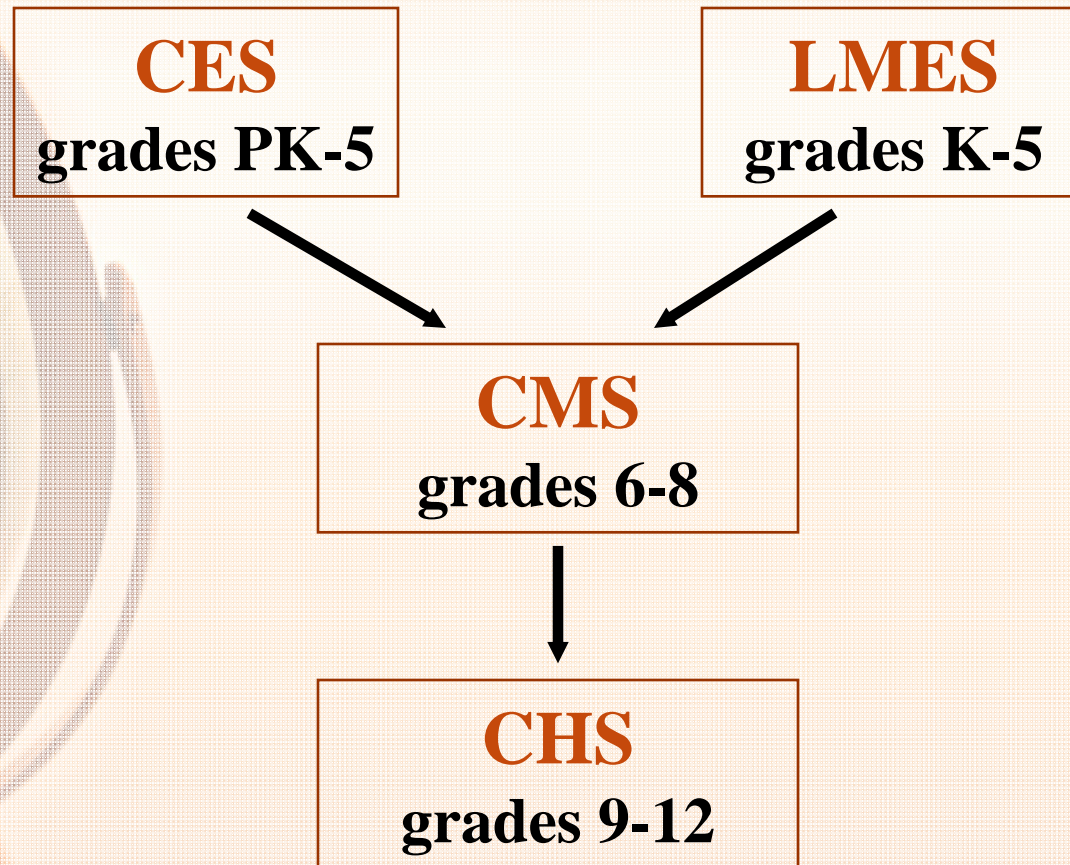 CES
grades PK-5
LMES
grades K-5
CMS
grades 6-8
CHS
grades 9-12